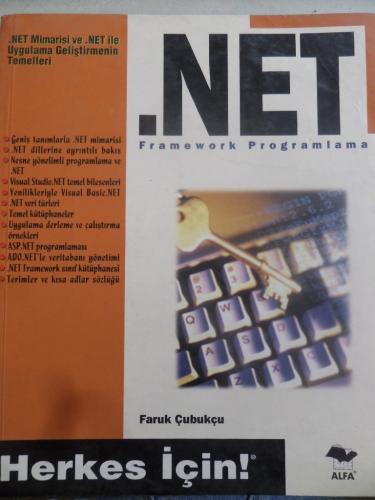 .NET Mimarisi ve .NET ile
Uygulama Geliştirmenin
Temelleri
.NET
Framework Programlama
Geniş tanımlarla .NET mimarisi
.NET dillerine ayrıntılı bakış
Nesne yönelimli programlama ve
.NET
Visual Studio.NET temel bileşenleri
Yenilikleriyle Visual Basic.NET
.NET veri türleri
Temel kütüphaneler
Uygulama derleme ve çalıştırma
örnekleri
ASP.NET programlaması
ADO.NET'le veritabanı yönetimi
.NET Framework sınıf kütüphanesi
Terimler ve kısa adlar sözlüğü
Faruk Çubukçu
Herkes İçin!
ALFA